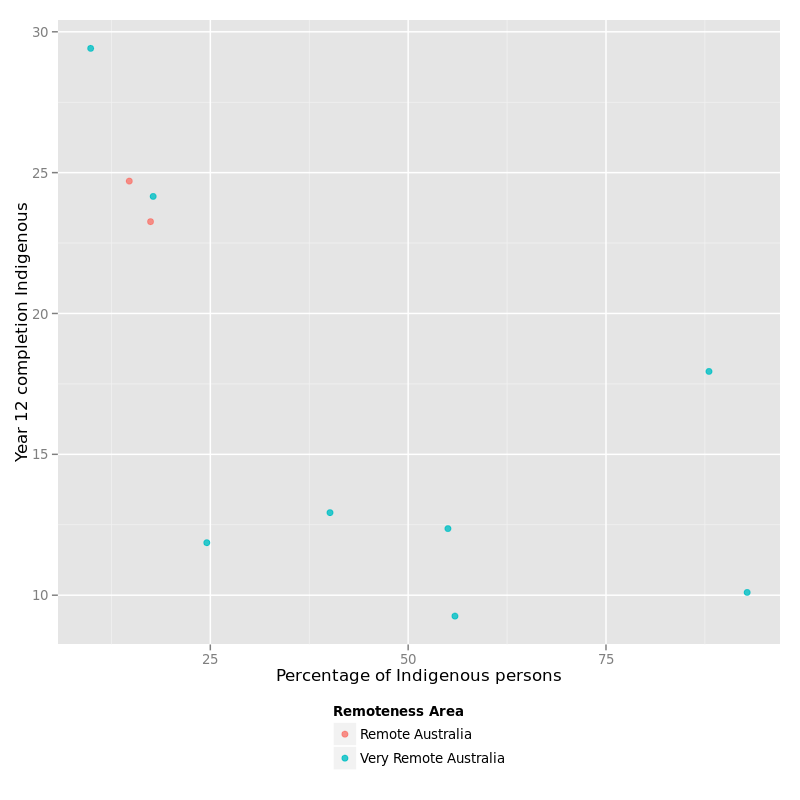 30
25
20
15
10
Year 12 completion Indigenous
25 50 75
Percentage of Indigenous persons
Remoteness Area
Remote Australia
Very Remote Australia